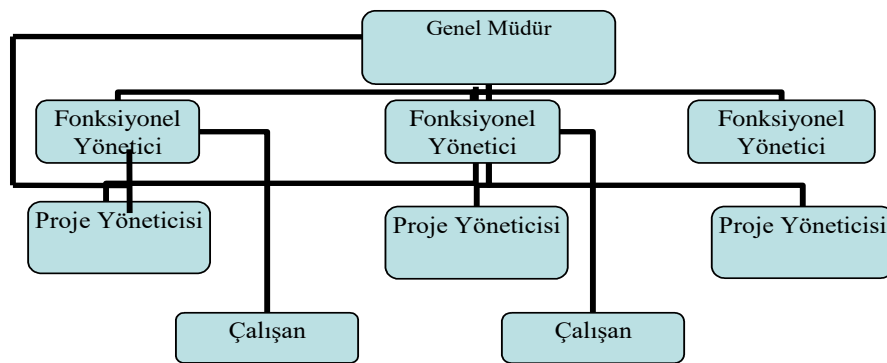 Genel Müdür
Fonksiyonel
Yönetici
Fonksiyonel
Yönetici
Fonksiyonel
Yönetici
Proje Yöneticisi
Proje Yöneticisi
Proje Yöneticisi
Çalışan
Çalışan